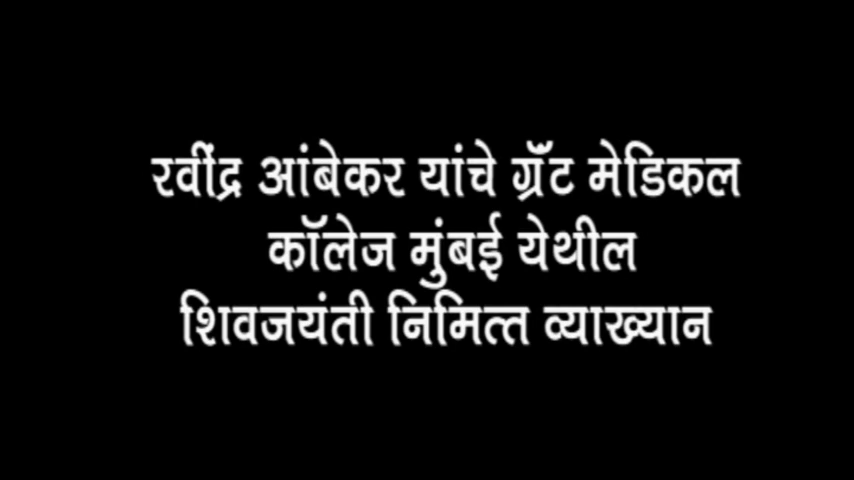 रवींद्र आंबेकर यांचे ग्रॅंट मेडिकल
कॉलेज मुंबई येथील
शिवजयंती निमित्त व्याख्यान